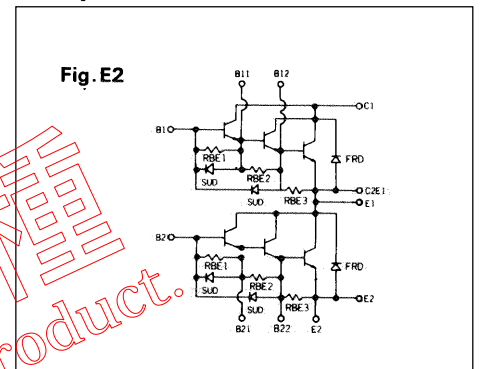 Fig.E2
B11 B12
C1
B1
RBE1
FRD
RBE2
SUD
C2E1
SUD RBE3
E1
B2
RBE1
FRD
RBE2
SUD
SUD RBE3
E2
B21 B22 E2
種
roduct.